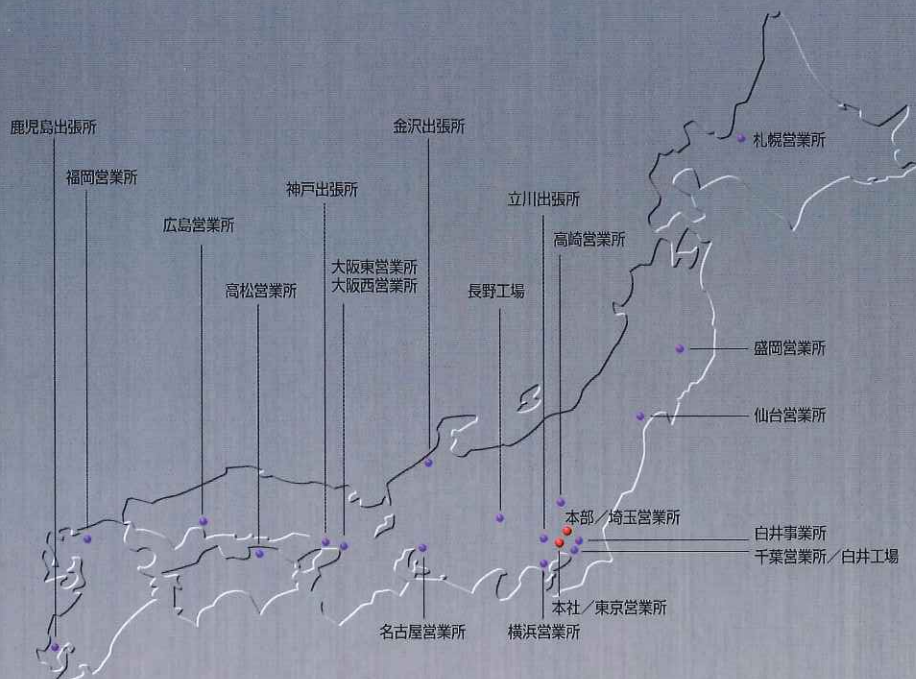 鹿児島出張所
福岡営業所
広島営業所
高松営業所
神戸出張所
大阪東営業所
大阪西営業所
金沢出張所
長野工場
立川出張所
高崎営業所
札幌営業所
盛岡営業所
仙台営業所
本部／埼玉営業所
白井事業所
千葉営業所／白井工場
本社／東京営業所
名古屋営業所
横浜営業所